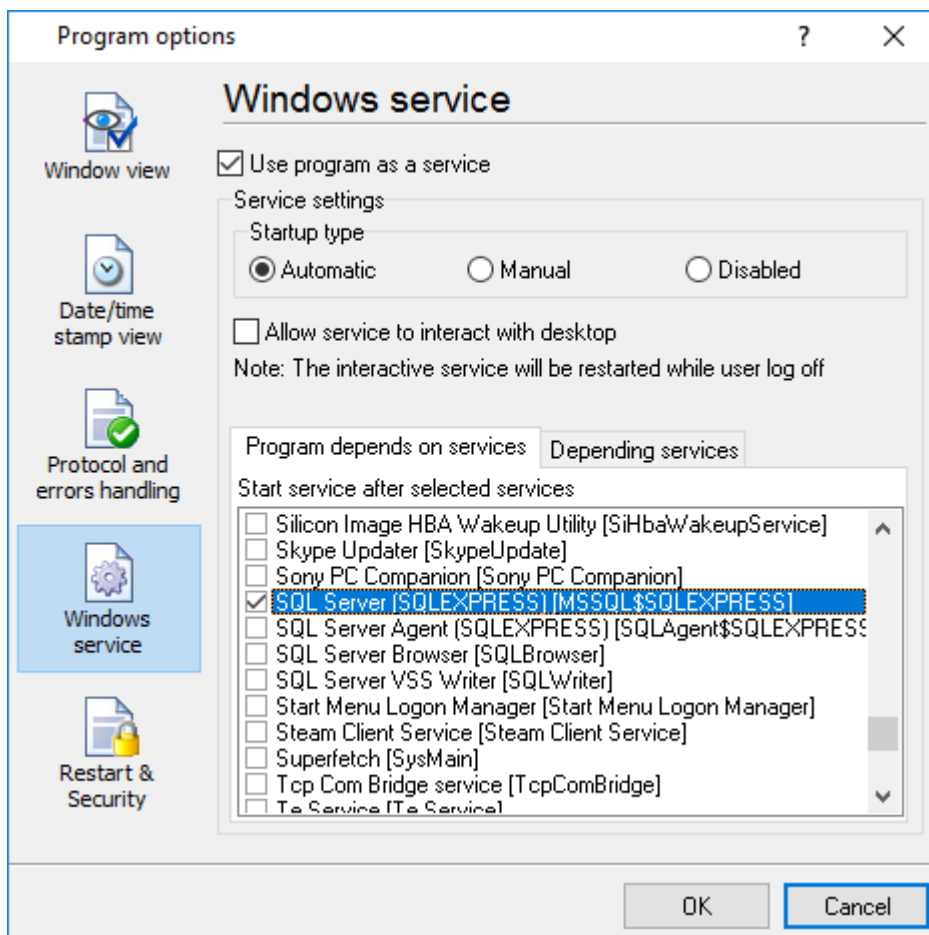 Program options
?
Window view
Date/time
stamp view
Protocol and
errors handling
Windows
service
Restart &
Security
Windows service
Use program as a service
Service settings
Startup type
Automatic
Manual
Disabled
Allow service to interact with desktop
Note: The interactive service will be restarted while user log off
Program depends on services
Depending services
Start service after selected services
Silicon Image HBA Wakeup Utility [SiHbaWakeupService]
Skype Updater [SkypeUpdate]
Sony PC Companion [Sony PC Companion]
SQL Server (SQLEXPRESS) [MSSQL$SQLEXPRESS]
SQL Server Agent (SQLEXPRESS) [SQLAgent$SQLEXPRESS
SQL Server Browser [SQLBrowser]
SQL Server VSS Writer [SQLWriter]
Start Menu Logon Manager [Start Menu Logon Manager]
Steam Client Service [Steam Client Service]
Superfetch [SysMain]
Tcp Com Bridge service [TcpComBridge]
Te.Service [Te.Service]
OK
Cancel